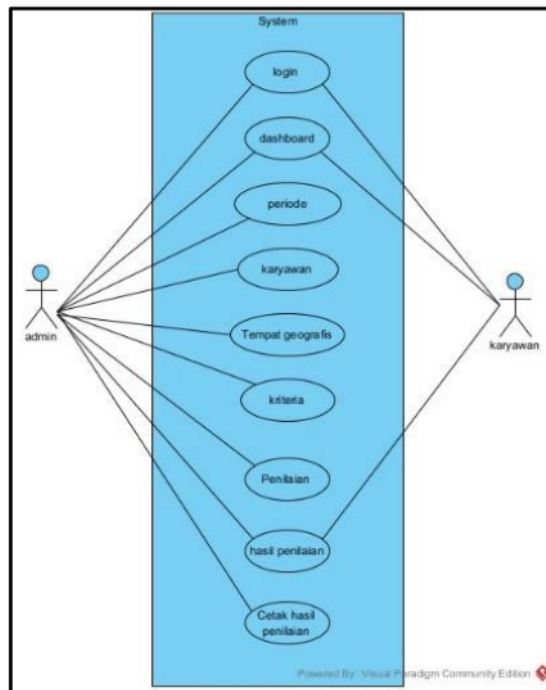 System
login
dashboard
periode
karyawan
Tempat geografis
kriteria
Penilaian
hasil penilaian
Cetak hasil
penilaian
admin
karyawan
Powered By: Visual Paradigm Community Edition